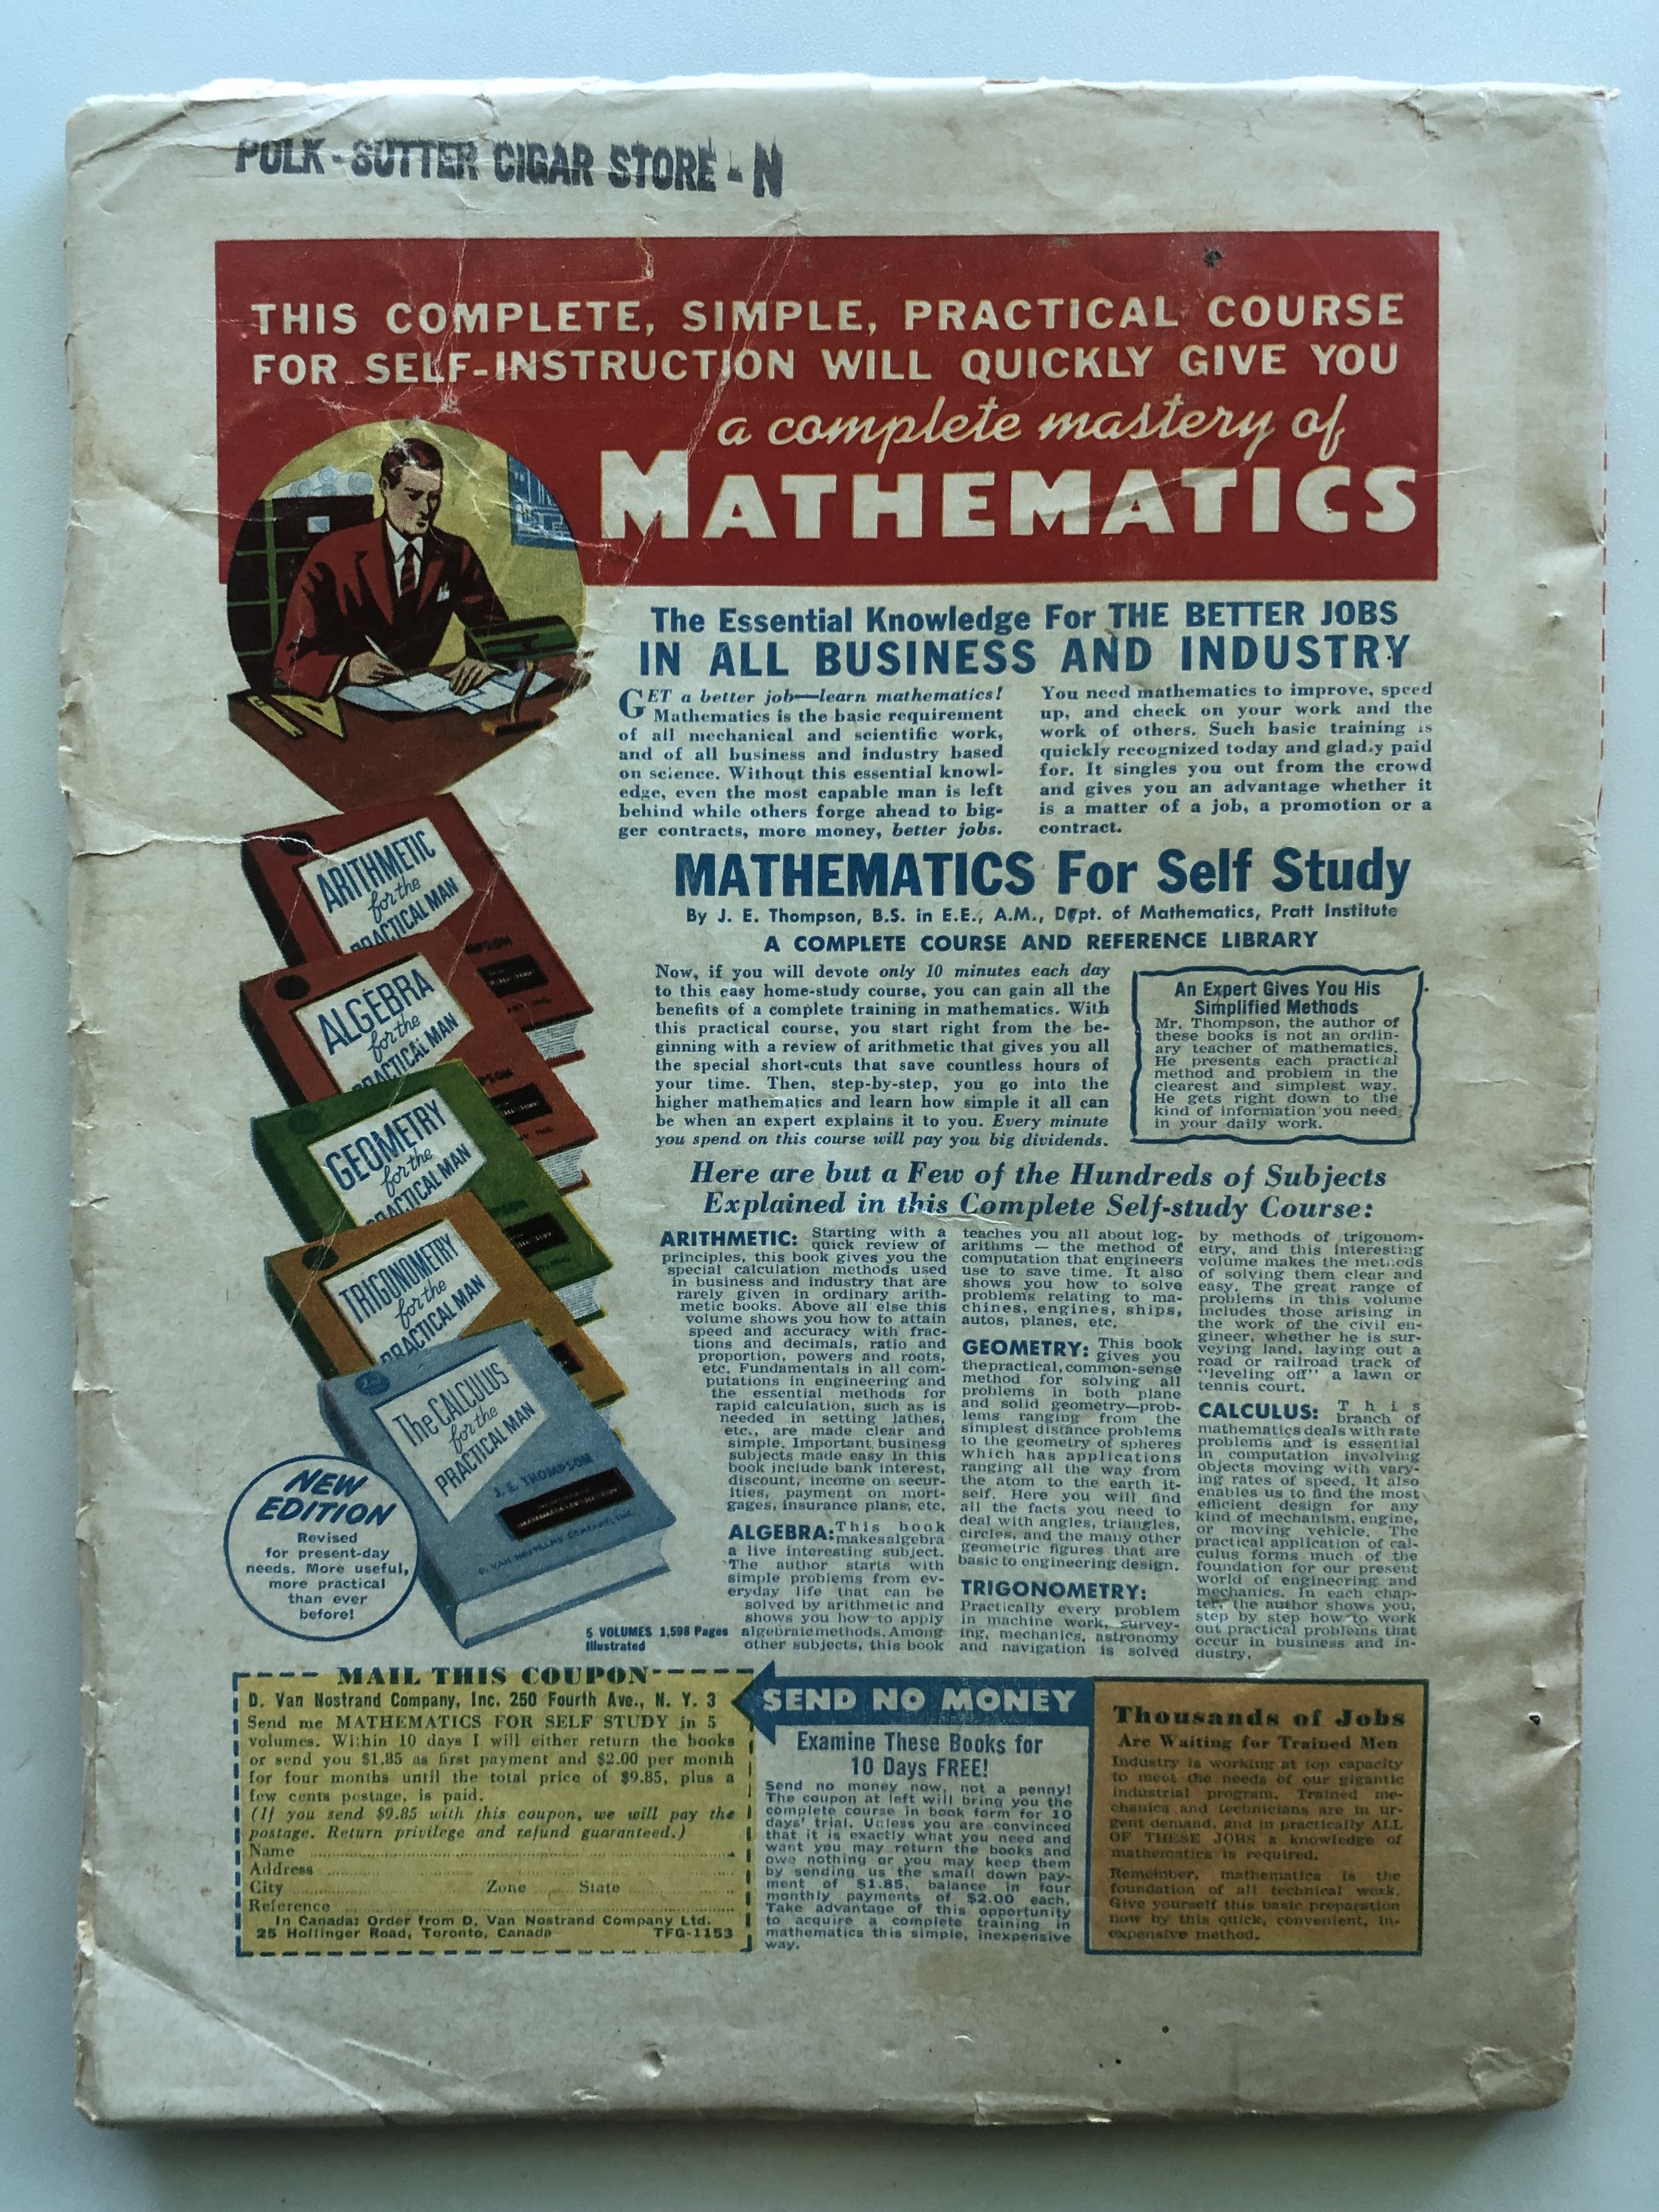 POLK-SUTTER CIGAR STORE - N
THIS COMPLETE, SIMPLE, PRACTICAL COURSE
FOR SELF-INSTRUCTION WILL QUICKLY GIVE YOU
a complete mastery of
MATHEMATICS
The Essential Knowledge For THE BETTER JOBS
IN ALL BUSINESS AND INDUSTRY
GET a better job—learn mathematics!
Mathematics is the basic requirement
of all mechanical and scientific work,
and of all business and industry based
on science. Without this essential knowl-
edge, even the most capable man is left
behind while others forge ahead to big-
ger contracts, more money, better jobs.
You need mathematics to improve, speed
up, and check on your work and the
work of others. Such basic training is
quickly recognized today and gladly paid
for. It singles you out from the crowd
and gives you an advantage whether it
is a matter of a job, a promotion or a
contract.
MATHEMATICS For Self Study
By J. E. Thompson, B.S. in E.E., A.M., Dept. of Mathematics, Pratt Institute
A COMPLETE COURSE AND REFERENCE LIBRARY
Now, if you will devote only 10 minutes each day
to this easy home-study course, you can gain all the
benefits of a complete training in mathematics. With
this practical course, you start right from the be-
ginning with a review of arithmetic that gives you all
the special short-cuts that save countless hours of
your time. Then, step-by-step, you go into the
higher mathematics and learn how simple it all can
be when an expert explains it to you. Every minute
you spend on this course will pay you big dividends.
An Expert Gives You His
Simplified Methods
Mr. Thompson, the author of
these books is not an ordin-
ary teacher of mathematics.
He presents each practical
method and problem in the
clearest and simplest way.
He gets right down to the
kind of information you need
in your daily work.
ARITHMETIC
for the
PRACTICAL MAN
ALGEBRA
for the
PRACTICAL MAN
GEOMETRY
for the
PRACTICAL MAN
TRIGONOMETRY
for the
PRACTICAL MAN
The CALCULUS
for the
PRACTICAL MAN
J. E. THOMPSON
D. VAN NOSTRAND COMPANY, INC.
NEW
EDITION
Revised
for present-day
needs. More useful,
more practical
than ever
before!
5 VOLUMES 1,598 Pages
Illustrated
Here are but a Few of the Hundreds of Subjects
Explained in this Complete Self-study Course:
ARITHMETIC: Starting with a
quick review of
principles, this book gives you the
special calculation methods used
in business and industry that are
rarely given in ordinary arith-
metic books. Above all else this
volume shows you how to attain
speed and accuracy with frac-
tions and decimals, ratio and
proportion, powers and roots,
etc. Fundamentals in all com-
putations in engineering and
the essential methods for
rapid calculation, such as is
needed in setting lathes,
etc., are made clear and
simple. Important business
subjects made easy in this
book include bank interest,
discount, income on secur-
ities, payment on mort-
gages, insurance plans, etc.
ALGEBRA: This book
makes algebra
a live interesting subject.
The author starts with
simple problems from ev-
eryday life that can be
solved by arithmetic and
shows you how to apply
algebraic methods. Among
other subjects, this book
teaches you all about log-
arithms — the method of
computation that engineers
use to save time. It also
shows you how to solve
problems relating to ma-
chines, engines, ships,
autos, planes, etc.
GEOMETRY: This book
gives you
the practical, common-sense
method for solving all
problems in both plane
and solid geometry—prob-
lems ranging from the
simplest distance problems
to the geometry of spheres
which has applications
ranging all the way from
the atom to the earth it-
self. Here you will find
all the facts you need to
deal with angles, triangles,
circles, and the many other
geometric figures that are
basic to engineering design.
TRIGONOMETRY:
Practically every problem
in machine work, survey-
ing, mechanics, astronomy
and navigation is solved
by methods of trigonom-
etry, and this interesting
volume makes the methods
of solving them clear and
easy. The great range of
problems in this volume
includes those arising in
the work of the civil en-
gineer, whether he is sur-
veying land, laying out a
road or railroad track of
"leveling off" a lawn or
tennis court.
CALCULUS: This
branch of
mathematics deals with rate
problems and is essential
in computation involving
objects moving with vary-
ing rates of speed. It also
enables us to find the most
efficient design for any
kind of mechanism, engine,
or moving vehicle. The
practical application of cal-
culus forms much of the
foundation for our present
world of engineering and
mechanics. In each chap-
ter, the author shows you,
step by step how to work
out practical problems that
occur in business and in-
dustry.
MAIL THIS COUPON
D. Van Nostrand Company, Inc. 250 Fourth Ave., N. Y. 3
Send me MATHEMATICS FOR SELF STUDY in 5
volumes. Within 10 days I will either return the books
or send you $1.85 as first payment and $2.00 per month
for four months until the total price of $9.85, plus a
few cents postage, is paid.
(If you send $9.85 with this coupon, we will pay the
postage. Return privilege and refund guaranteed.)
Name
Address
City Zone State
Reference
In Canada: Order from D. Van Nostrand Company Ltd.
25 Hollinger Road, Toronto, Canada TFG-1153
SEND NO MONEY
Examine These Books for
10 Days FREE!
Send no money now, not a penny!
The coupon at left will bring you the
complete course in book form for 10
days' trial. Unless you are convinced
that it is exactly what you need and
want you may return the books and
owe nothing or you may keep them
by sending us the small down pay-
ment of $1.85, balance in four
monthly payments of $2.00 each.
Take advantage of this opportunity
to acquire a complete training in
mathematics this simple, inexpensive
way.
Thousands of Jobs
Are Waiting for Trained Men
Industry is working at top capacity
to meet the needs of our gigantic
industrial program. Trained me-
chanics and technicians are in ur-
gent demand, and in practically ALL
OF THESE JOBS a knowledge of
mathematics is required.
Remember, mathematics is the
foundation of all technical work.
Give yourself this basic preparation
now by this quick, convenient, in-
expensive method.